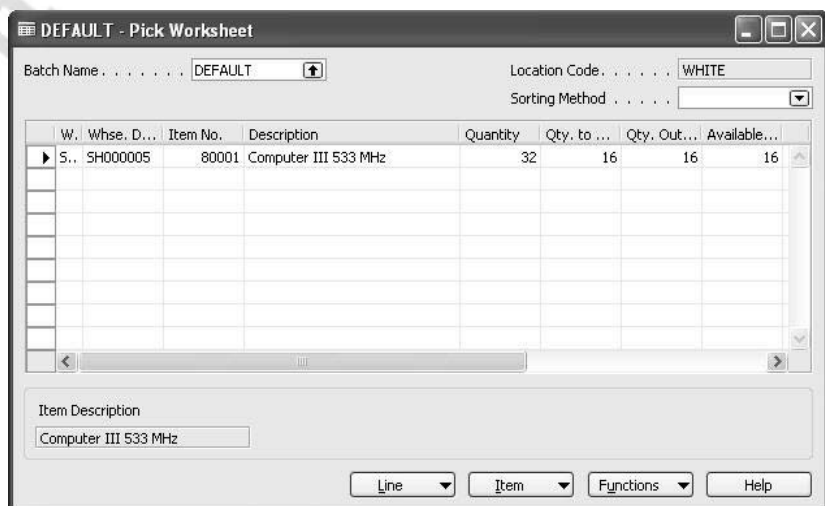 DEFAULT - Pick Worksheet
Batch Name . . . . . . . DEFAULT
Location Code. . . . . . WHITE
Sorting Method . . . . .
W. Whse. D... Item No. Description Quantity Qty. to ... Qty. Out... Available...
S.. SH000005 80001 Computer III 533 MHz 32 16 16 16
Item Description
Computer III 533 MHz
Line Item Functions Help